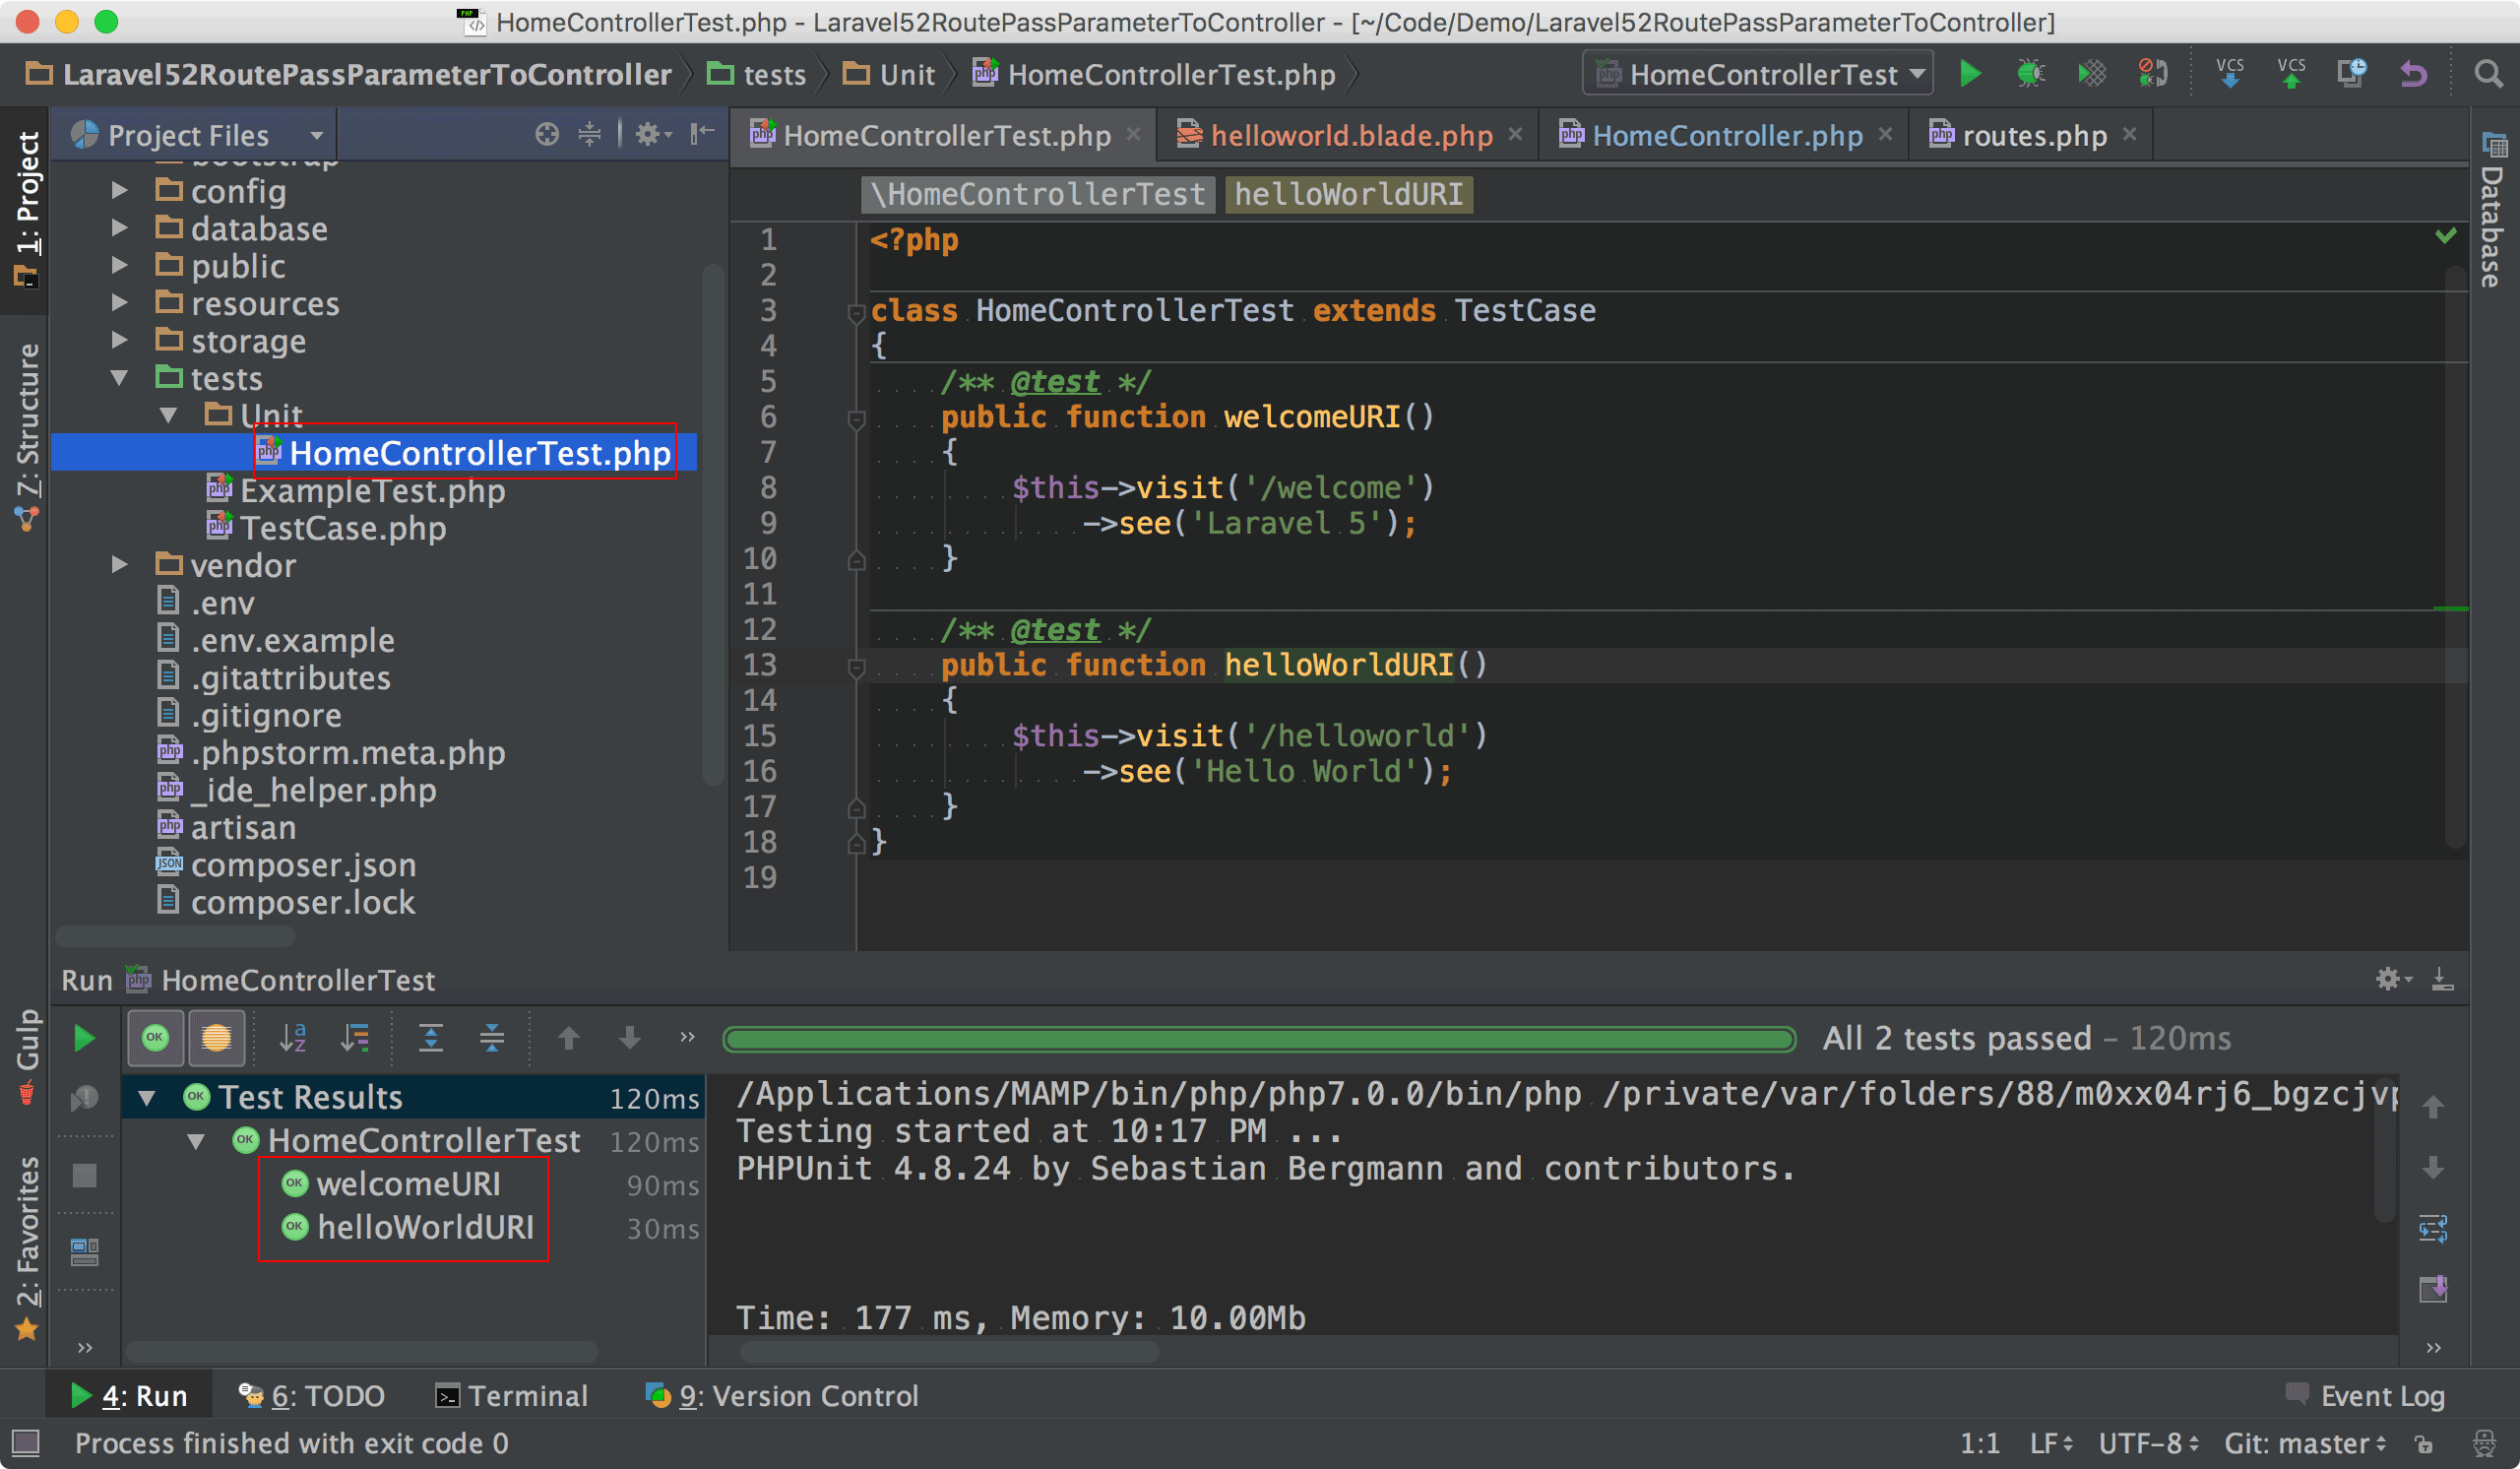 HomeControllerTest.php - Laravel52RoutePassParameterToController - [~/Code/Demo/Laravel52RoutePassParameterToController]
Laravel52RoutePassParameterToController tests Unit HomeControllerTest.php HomeControllerTest VCS VCS
1: Project
7: Structure
Gulp
2: Favorites
Project Files
bootstrap
config
database
public
resources
storage
tests
Unit
HomeControllerTest.php
ExampleTest.php
TestCase.php
vendor
.env
.env.example
.gitattributes
.gitignore
.phpstorm.meta.php
_ide_helper.php
artisan
composer.json
composer.lock
HomeControllerTest.php helloworld.blade.php HomeController.php routes.php
Database
\HomeControllerTest helloWorldURI
1 <?php
2
3 class HomeControllerTest extends TestCase
4 {
5 /** @test */
6 public function welcomeURI()
7 {
8 $this->visit('/welcome')
9 ->see('Laravel 5');
10 }
11
12 /** @test */
13 public function helloWorldURI()
14 {
15 $this->visit('/helloworld')
16 ->see('Hello World');
17 }
18 }
19
Run HomeControllerTest
All 2 tests passed – 120ms
Test Results 120ms
HomeControllerTest 120ms
OK welcomeURI 90ms
OK helloWorldURI 30ms
/Applications/MAMP/bin/php/php7.0.0/bin/php /private/var/folders/88/m0xx04rj6_bgzcjvp
Testing started at 10:17 PM ...
PHPUnit 4.8.24 by Sebastian Bergmann and contributors.
Time: 177 ms, Memory: 10.00Mb
4: Run 6: TODO Terminal 9: Version Control Event Log
Process finished with exit code 0 1:1 LF UTF-8 Git: master